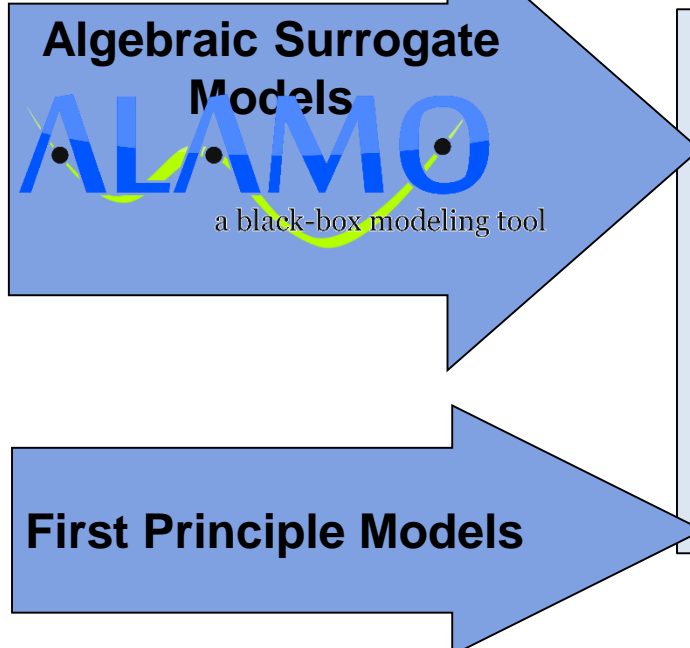 Algebraic Surrogate
Models
ALAMO
a black-box modeling tool
First Principle Models